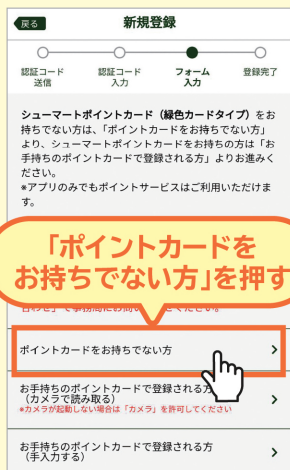 戻る
新規登録
認証コード
送信
認証コード
入力
フォーム
入力
登録完了
シューマートポイントカード（緑色カードタイプ）をお
持ちでない方は、「ポイントカードをお持ちでない方」
より、シューマートポイントカードをお持ちの方は「お
手持ちのポイントカードで登録される方」よりお進みく
ださい。
*アプリのみでもポイントサービスはご利用いただけま
す。
「ポイントカードを
お持ちでない方」を押す
ポイントカードをお持ちでない方
お手持ちのポイントカードで登録される方
（カメラで読み取る）
*カメラが起動しない場合は「カメラ」を許可してください
お手持ちのポイントカードで登録される方
（手入力する）